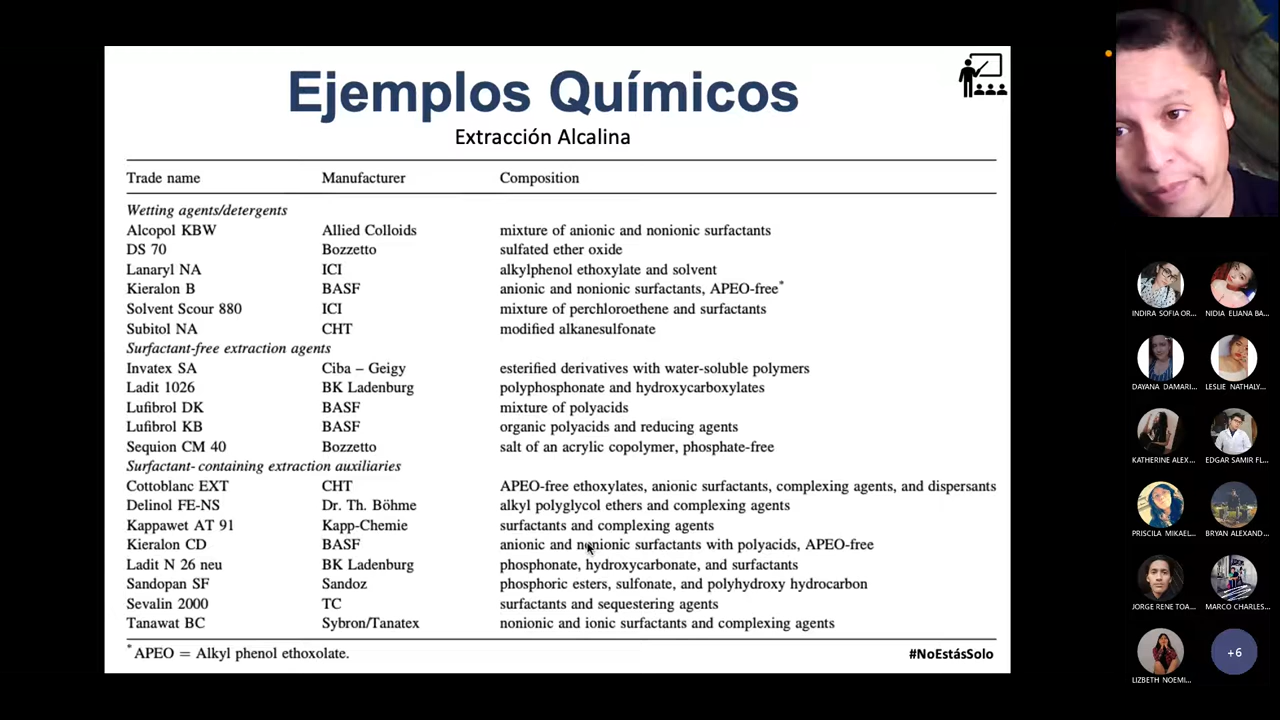 Ejemplos Químicos
Extracción Alcalina
Trade name Manufacturer Composition
Wetting agents/detergents
Alcopol KBW Allied Colloids mixture of anionic and nonionic surfactants
DS 70 Bozzetto sulfated ether oxide
Lanaryl NA ICI alkylphenol ethoxylate and solvent
Kieralon B BASF anionic and nonionic surfactants, APEO-free*
Solvent Scour 880 ICI mixture of perchloroethene and surfactants
Subitol NA CHT modified alkanesulfonate
Surfactant-free extraction agents
Invatex SA Ciba – Geigy esterified derivatives with water-soluble polymers
Ladit 1026 BK Ladenburg polyphosphonate and hydroxycarboxylates
Lufibrol DK BASF mixture of polyacids
Lufibrol KB BASF organic polyacids and reducing agents
Sequion CM 40 Bozzetto salt of an acrylic copolymer, phosphate-free
Surfactant-containing extraction auxiliaries
Cottoblanc EXT CHT APEO-free ethoxylates, anionic surfactants, complexing agents, and dispersants
Delinol FE-NS Dr. Th. Böhme alkyl polyglycol ethers and complexing agents
Kappawet AT 91 Kapp-Chemie surfactants and complexing agents
Kieralon CD BASF anionic and nonionic surfactants with polyacids, APEO-free
Ladit N 26 neu BK Ladenburg phosphonate, hydroxycarbonate, and surfactants
Sandopan SF Sandoz phosphoric esters, sulfonate, and polyhydroxy hydrocarbon
Sevalin 2000 TC surfactants and sequestering agents
Tanawat BC Sybron/Tanatex nonionic and ionic surfactants and complexing agents
* APEO = Alkyl phenol ethoxolate.
#NoEstásSolo
INDIRA SOFIA OR... NIDIA ELIANA BA...
DAYANA DAMARI... LESLIE NATHALY...
KATHERINE ALEX... EDGAR SAMIR FL...
PRISCILA MIKAEL... BRYAN ALEXAND...
JORGE RENE TOA... MARCO CHARLES...
LIZBETH NOEMI... +6